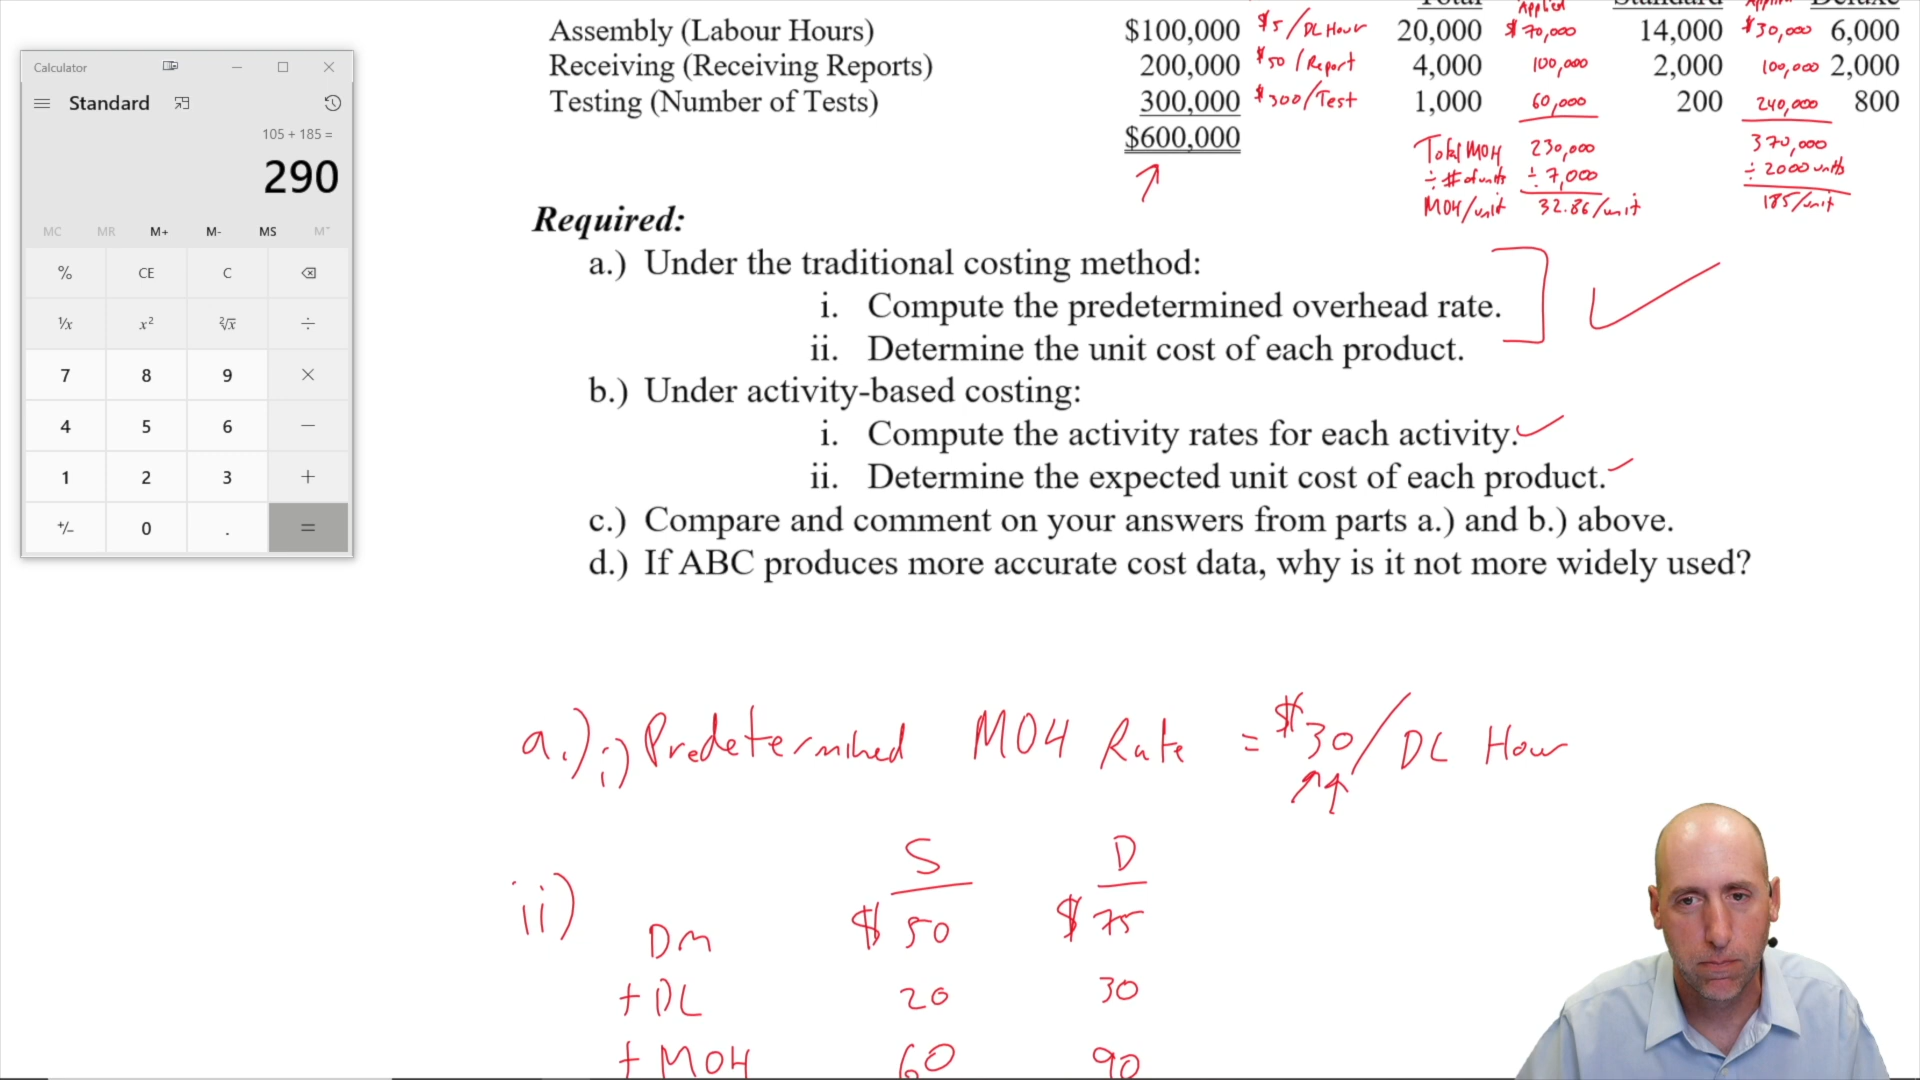 Total Applied Standard Applied Deluxe
Assembly (Labour Hours) $100,000 $5/DL Hour 20,000 $70,000 14,000 $30,000 6,000
Receiving (Receiving Reports) 200,000 $50/Report 4,000 100,000 2,000 100,000 2,000
Testing (Number of Tests) 300,000 $300/Test 1,000 60,000 200 240,000 800
$600,000
Total MOH 230,000 370,000
÷ # of units ÷ 7,000 ÷ 2000 units
MOH/unit 32.86/unit 185/unit
Required:
a.) Under the traditional costing method:
i. Compute the predetermined overhead rate.
ii. Determine the unit cost of each product.
b.) Under activity-based costing:
i. Compute the activity rates for each activity.
ii. Determine the expected unit cost of each product.
c.) Compare and comment on your answers from parts a.) and b.) above.
d.) If ABC produces more accurate cost data, why is it not more widely used?
a.) i) Predetermined MOH Rate = $30/DL Hour
S D
ii) DM $50 $75
+ DL 20 30
+ MOH 60 90
Calculator
Standard
105 + 185 =
290
MC MR M+ M- MS M˅
% CE C ⌫
¹/x x² ²√x ÷
7 8 9 ×
4 5 6 −
1 2 3 +
+/− 0 . =